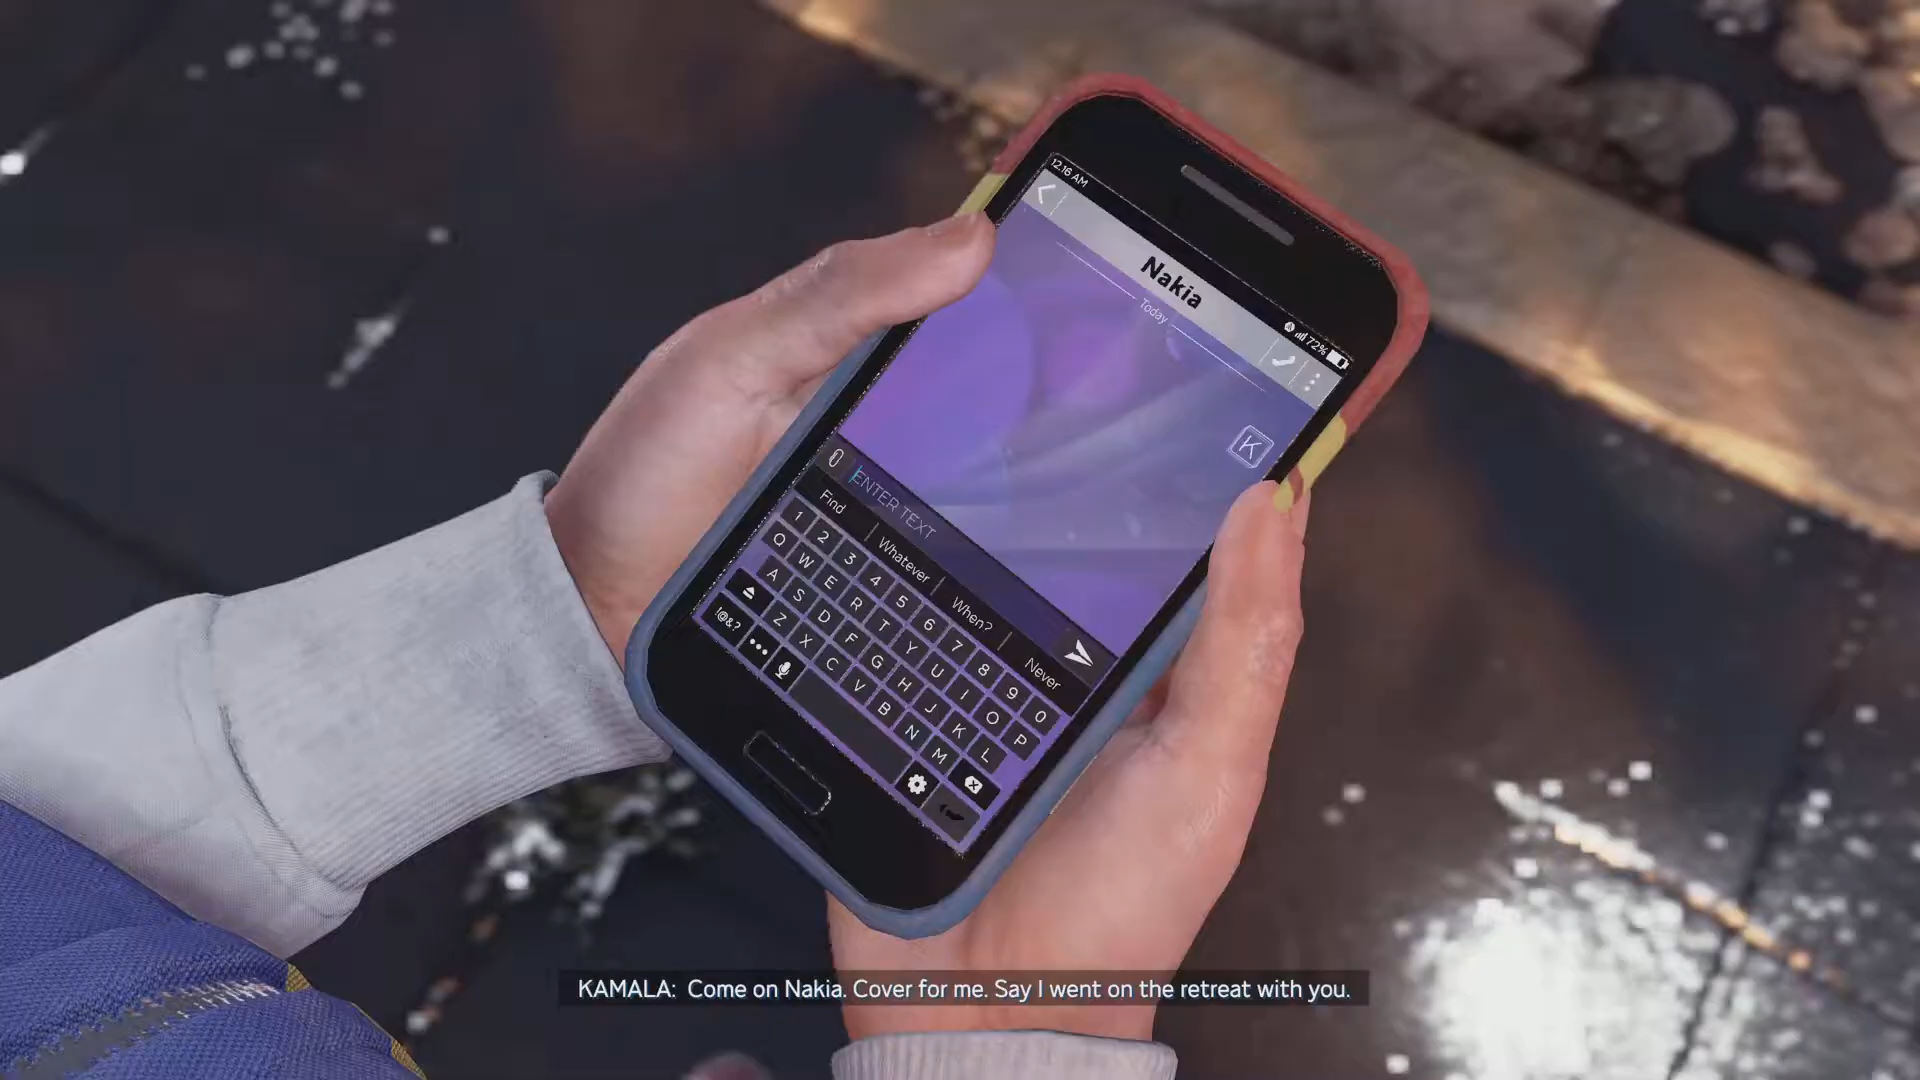 12:16 AM
72%
Nakia
Today
K
ENTER TEXT
Find
Whatever
When?
Never
1 2 3 4 5 6 7 8 9 0
Q W E R T Y U I O P
A S D F G H J K L
Z X C V B N M
!@&?
KAMALA: Come on Nakia. Cover for me. Say I went on the retreat with you.